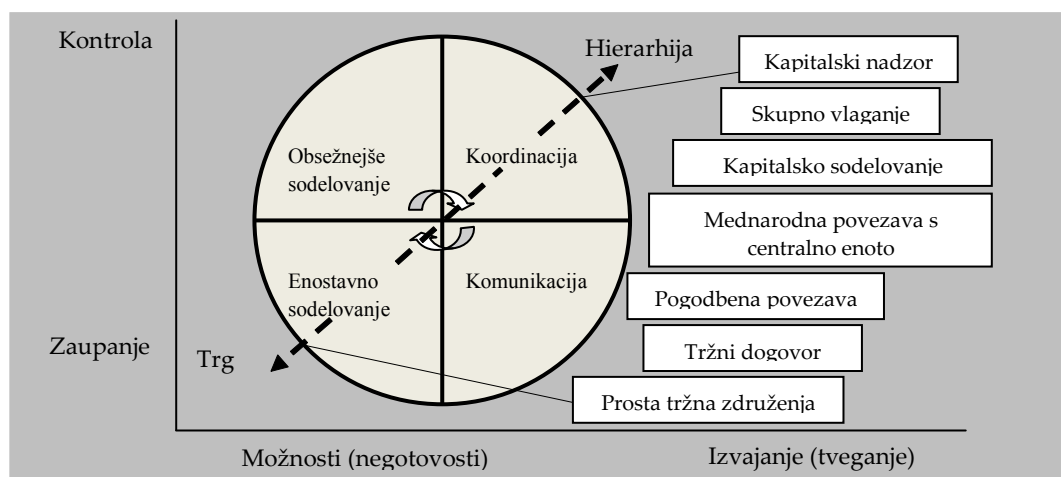 Kontrola
Hierarhija
Kapitalski nadzor
Skupno vlaganje
Obsežnejše
sodelovanje
Koordinacija
Kapitalsko sodelovanje
Mednarodna povezava s
centralno enoto
Enostavno
sodelovanje
Komunikacija
Pogodbena povezava
Zaupanje
Trg
Tržni dogovor
Prosta tržna združenja
Možnosti (negotovosti)
Izvajanje (tveganje)